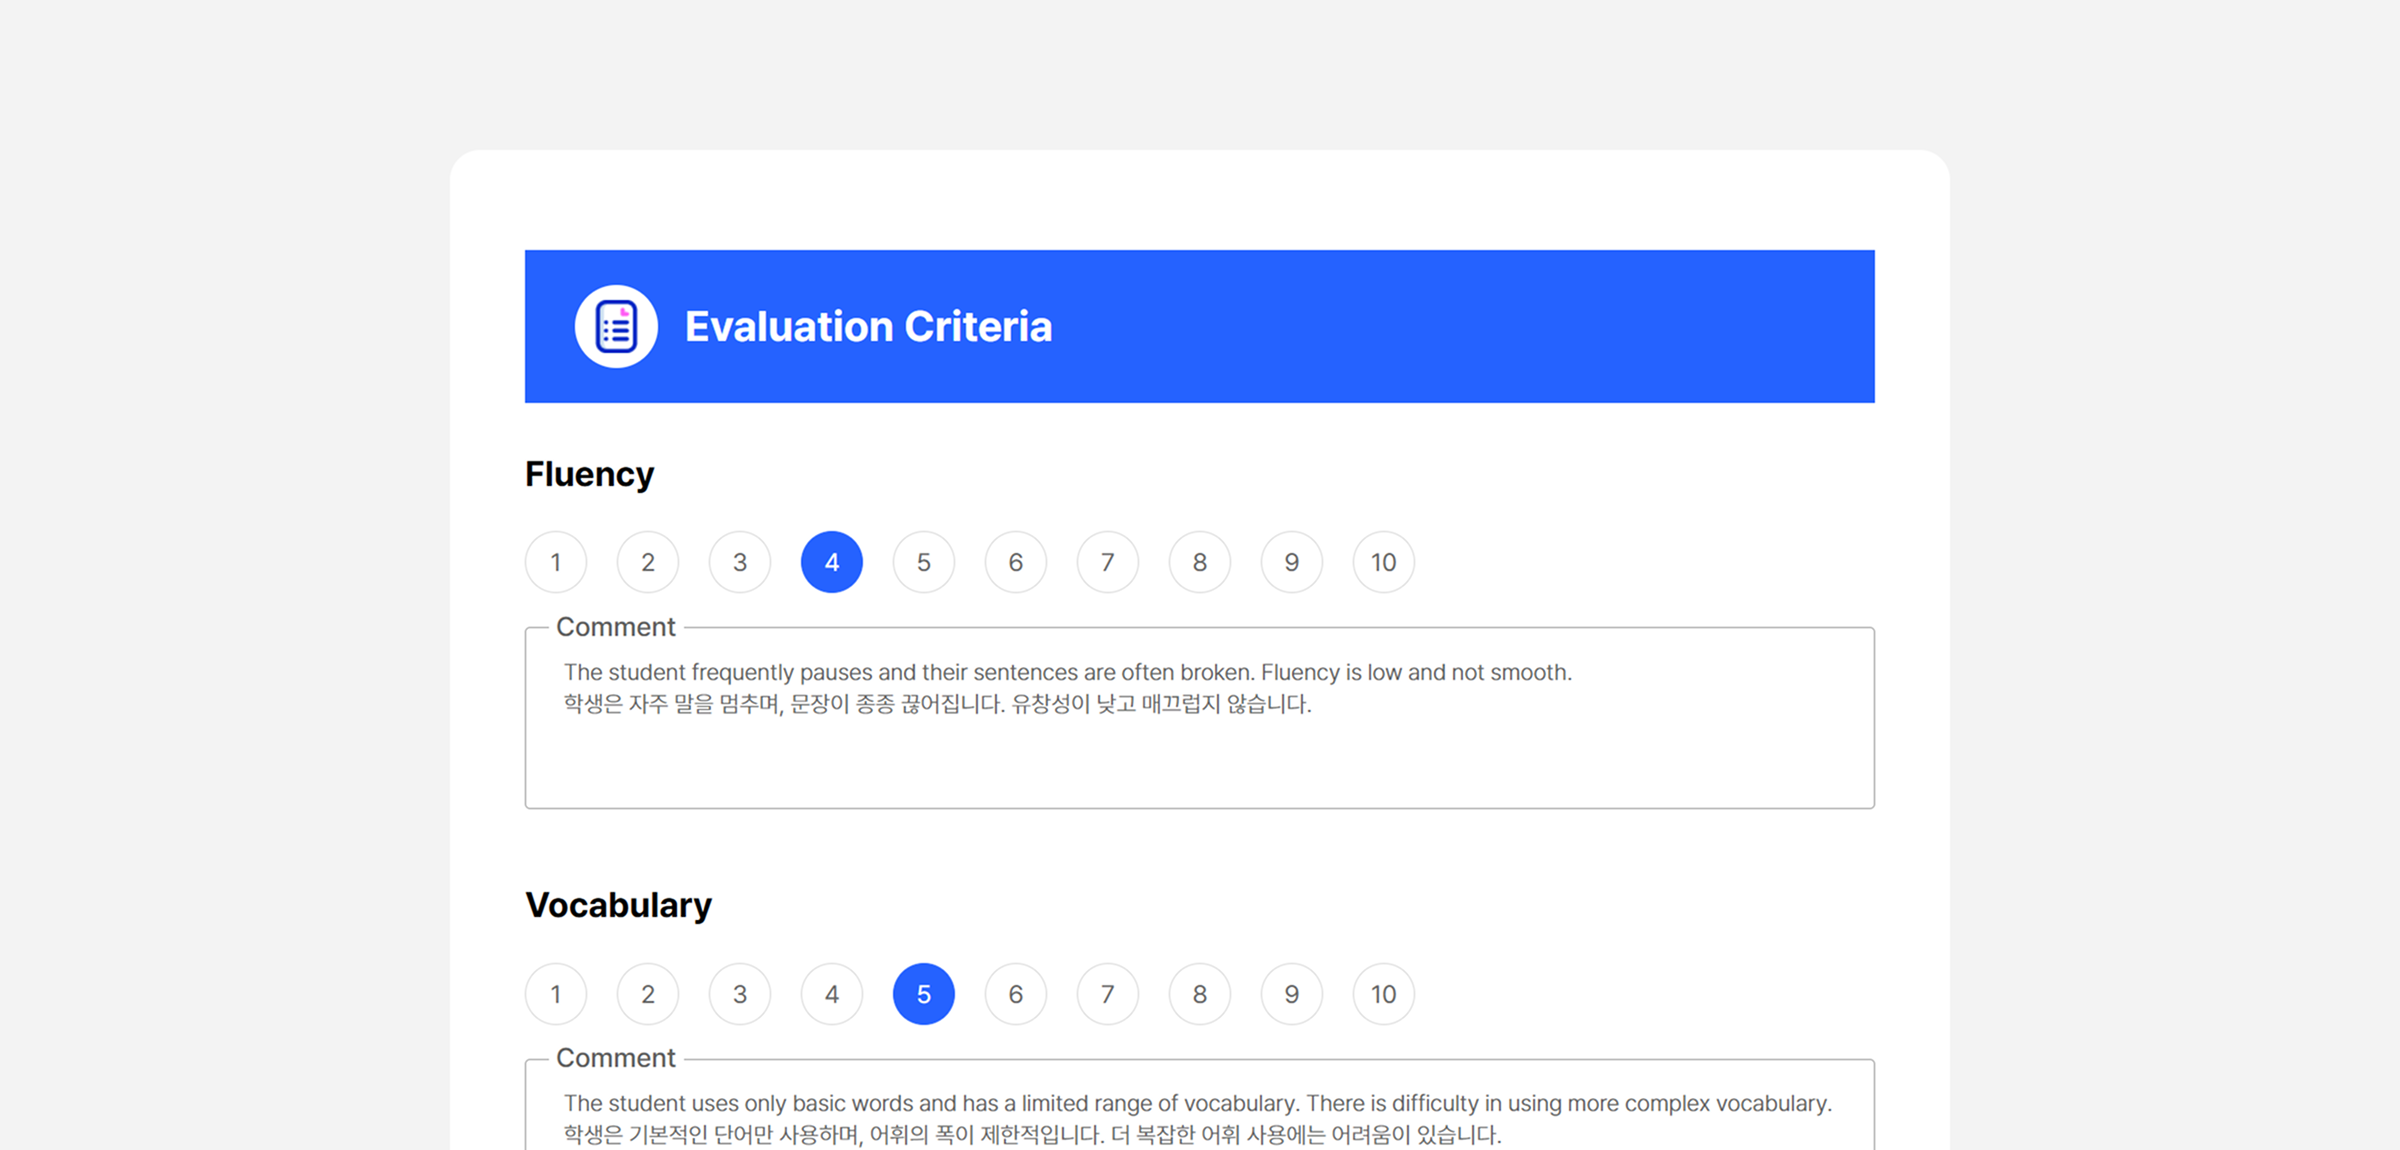 Evaluation Criteria
Fluency
1 2 3 4 5 6 7 8 9 10
Comment
The student frequently pauses and their sentences are often broken. Fluency is low and not smooth.
학생은 자주 말을 멈추며, 문장이 종종 끊어집니다. 유창성이 낮고 매끄럽지 않습니다.
Vocabulary
1 2 3 4 5 6 7 8 9 10
Comment
The student uses only basic words and has a limited range of vocabulary. There is difficulty in using more complex vocabulary.
학생은 기본적인 단어만 사용하며, 어휘의 폭이 제한적입니다. 더 복잡한 어휘 사용에는 어려움이 있습니다.